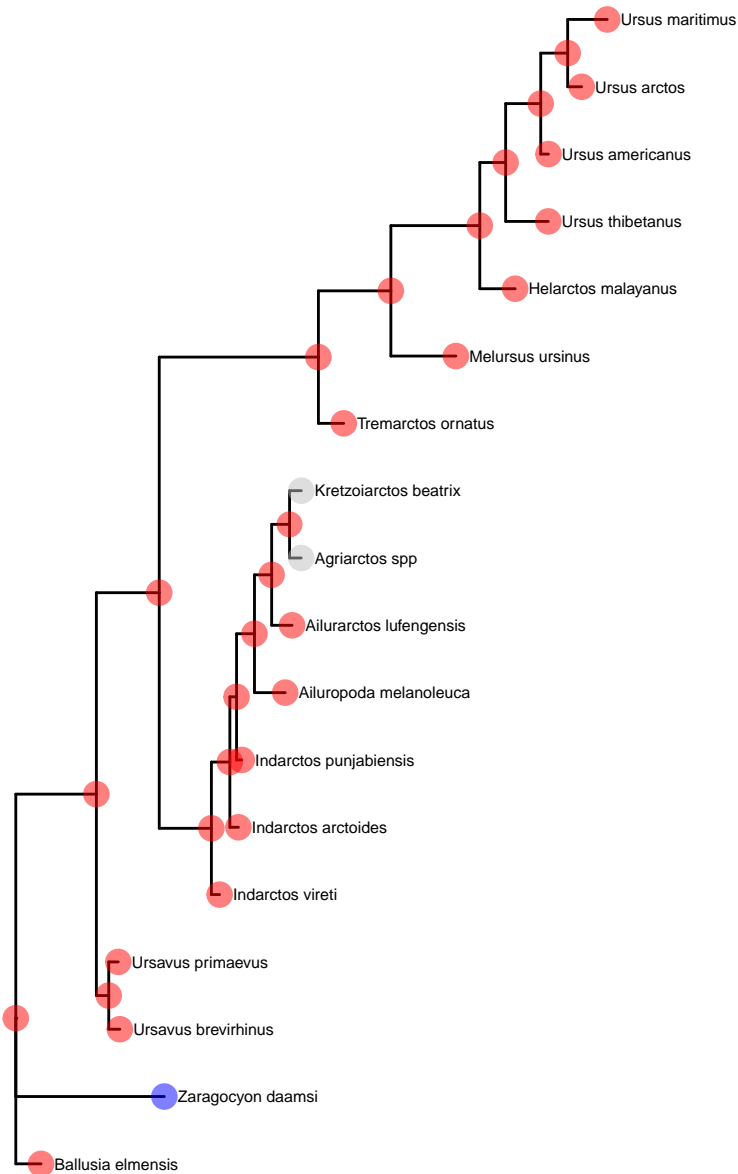 Ursus maritimus
Ursus arctos
Ursus americanus
Ursus thibetanus
Helarctos malayanus
Melursus ursinus
Tremarctos ornatus
Kretzoiarctos beatrix
Agriarctos spp
Ailurarctos lufengensis
Ailuropoda melanoleuca
Indarctos punjabiensis
Indarctos arctoides
Indarctos vireti
Ursavus primaevus
Ursavus brevirhinus
Zaragocyon daamsi
Ballusia elmensis